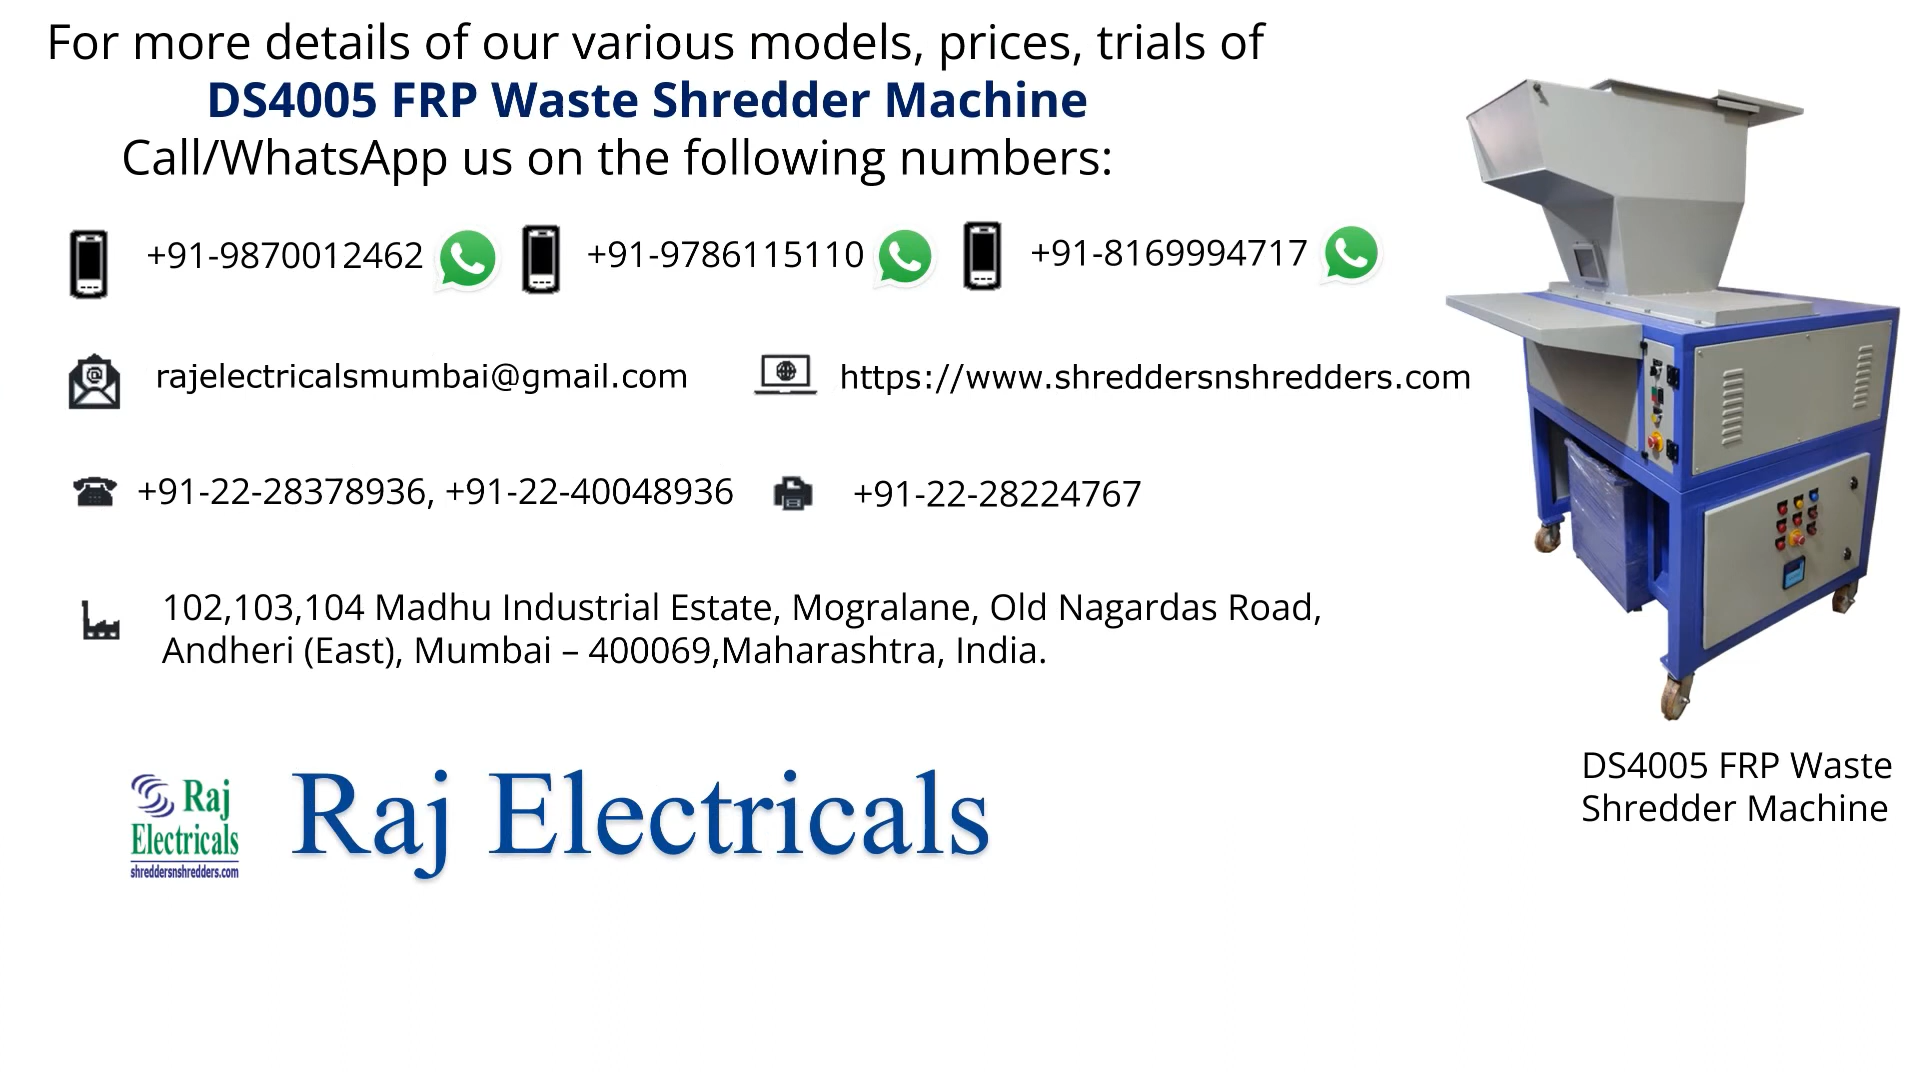 For more details of our various models, prices, trials of
DS4005 FRP Waste Shredder Machine
Call/WhatsApp us on the following numbers:
+91-9870012462 +91-9786115110 +91-8169994717
rajelectricalsmumbai@gmail.com https://www.shreddersnshredders.com
+91-22-28378936, +91-22-40048936 +91-22-28224767
102,103,104 Madhu Industrial Estate, Mogralane, Old Nagardas Road,
Andheri (East), Mumbai – 400069,Maharashtra, India.
DS4005 FRP Waste
Shredder Machine
Raj
Electricals
shreddersnshredders.com
Raj Electricals